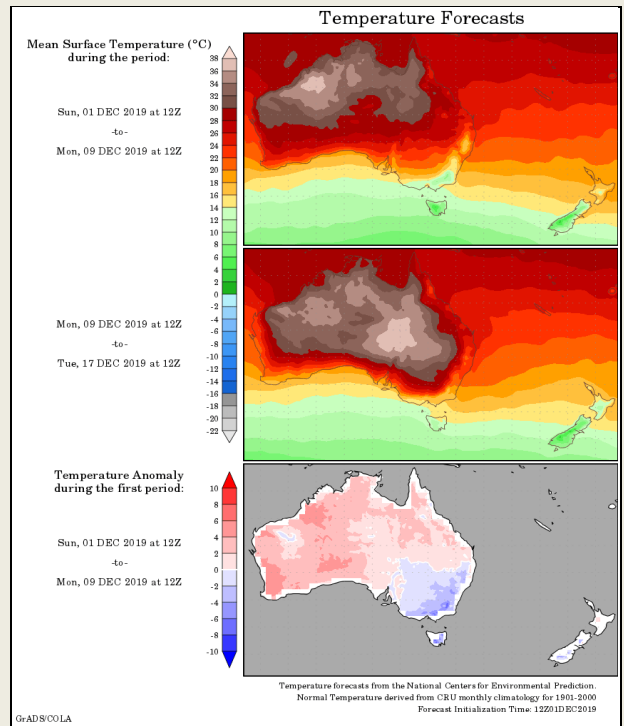 Temperature Forecasts
Mean Surface Temperature (°C)
during the period:
38
36
34
32
30
28
26
24
22
20
18
16
14
12
10
8
6
4
2
0
-2
-4
-6
-8
-10
-12
-14
-16
-18
-20
-22
Sun, 01 DEC 2019 at 12Z
-to-
Mon, 09 DEC 2019 at 12Z
Mon, 09 DEC 2019 at 12Z
-to-
Tue, 17 DEC 2019 at 12Z
Temperature Anomaly
during the first period:
10
8
6
4
2
0
-2
-4
-6
-8
-10
Sun, 01 DEC 2019 at 12Z
-to-
Mon, 09 DEC 2019 at 12Z
Temperature forecasts from the National Centers for Environmental Prediction.
Normal Temperature derived from CRU monthly climatology for 1901-2000
Forecast Initialization Time: 12Z01DEC2019
GrADS/COLA